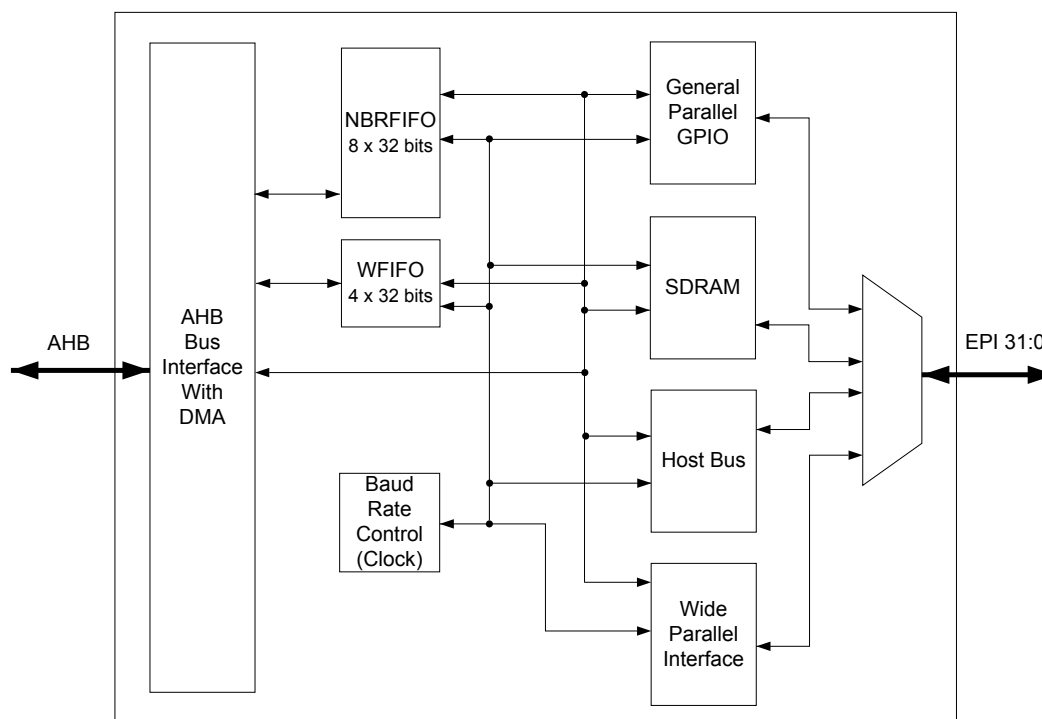 AHB
AHB
Bus
Interface
With
DMA
NBRFIFO
8 x 32 bits
WFIFO
4 x 32 bits
Baud
Rate
Control
(Clock)
General
Parallel
GPIO
SDRAM
Host Bus
Wide
Parallel
Interface
EPI 31:0